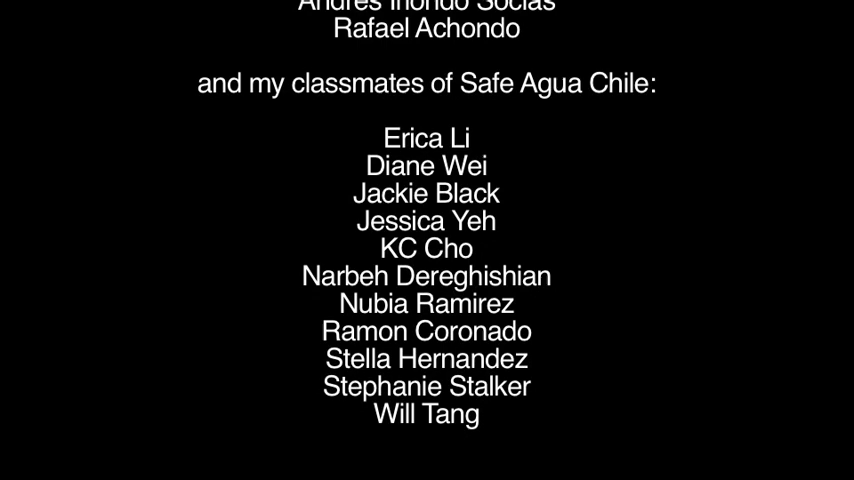 Rafael Achondo
and my classmates of Safe Agua Chile:
Erica Li
Diane Wei
Jackie Black
Jessica Yeh
KC Cho
Narbeh Dereghishian
Nubia Ramirez
Ramon Coronado
Stella Hernandez
Stephanie Stalker
Will Tang